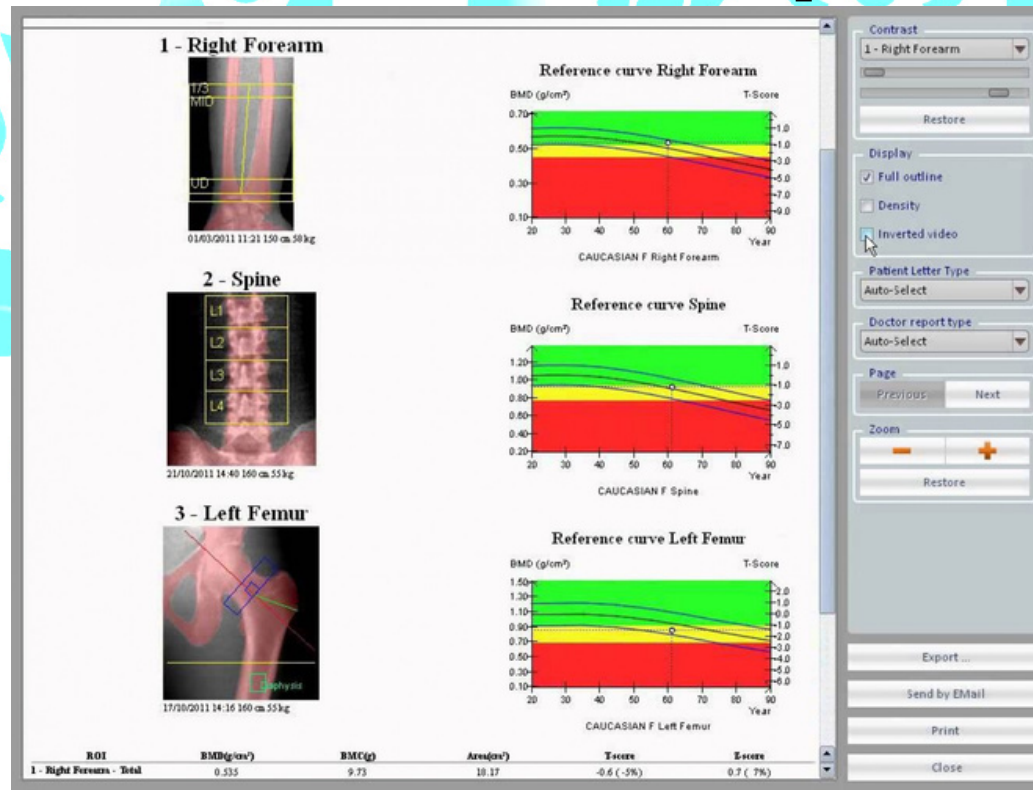 1 - Right Forearm
1/3
MID
UD
01/03/2011 11:21 150 cm 58 kg
Reference curve Right Forearm
BMD (g/cm²) T-Score
0.70
0.50
0.30
0.10
-1.0
-1.0
-3.0
-5.0
-7.0
-9.0
20 30 40 50 60 70 80 90
Year
CAUCASIAN F Right Forearm
2 - Spine
L1
L2
L3
L4
21/10/2011 14:40 160 cm 55 kg
Reference curve Spine
BMD (g/cm²) T-Score
1.20
1.00
0.80
0.60
0.40
0.20
1.0
-1.0
-3.0
-5.0
-7.0
20 30 40 50 60 70 80 90
Year
CAUCASIAN F Spine
3 - Left Femur
17/10/2011 14:16 160 cm 55 kg
Reference curve Left Femur
BMD (g/cm²) T-Score
1.50
1.30
1.10
0.90
0.70
0.50
0.30
0.10
2.0
1.0
0.0
-1.0
-2.0
-3.0
-4.0
-5.0
-6.0
20 30 40 50 60 70 80 90
Year
CAUCASIAN F Left Femur
ROI BMD(g/cm²) BMC(g) Area(cm²) T-score Z-score
1 - Right Forearm - Total 0.535 9.73 18.17 -0.6 ( -5%) 0.7 ( 7%)
Contrast
1 - Right Forearm
Restore
Display
Full outline
Density
Inverted video
Patient Letter Type
Auto-Select
Doctor report type
Auto-Select
Page
Previous Next
Zoom
Restore
Export ...
Send by EMail
Print
Close